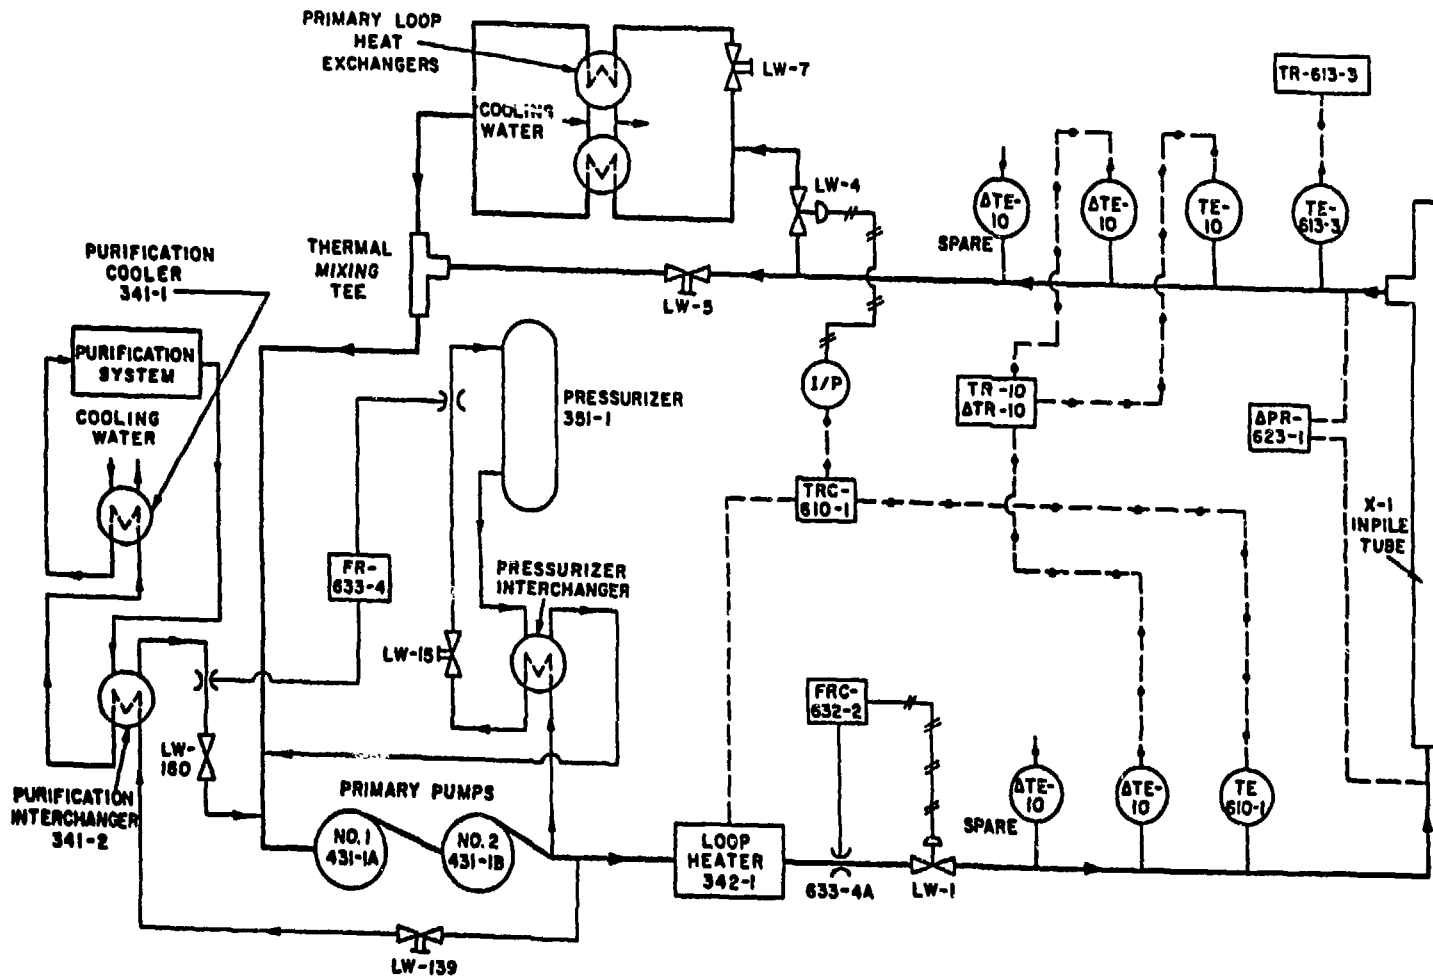 PRIMARY LOOP
HEAT
EXCHANGERS
LW-7
TR-613-3
COOLING
WATER
LW-4
ΔTE-
10
SPARE
ΔTE-
10
TE-
10
TE-
613-3
PURIFICATION
COOLER
341-1
THERMAL
MIXING
TEE
LW-5
PURIFICATION
SYSTEM
COOLING
WATER
PRESSURIZER
351-1
I/P
TR-10
ΔTR-10
ΔPR-
623-1
TRC-
610-1
X-1
INPILE
TUBE
FR-
633-4
PRESSURIZER
INTERCHANGER
LW-15
FRC-
632-2
LW-
160
PURIFICATION
INTERCHANGER
341-2
PRIMARY PUMPS
NO. 1
431-1A
NO. 2
431-1B
SPARE
ΔTE-
10
ΔTE-
10
TE
610-1
LOOP
HEATER
342-1
633-4A
LW-1
LW-139